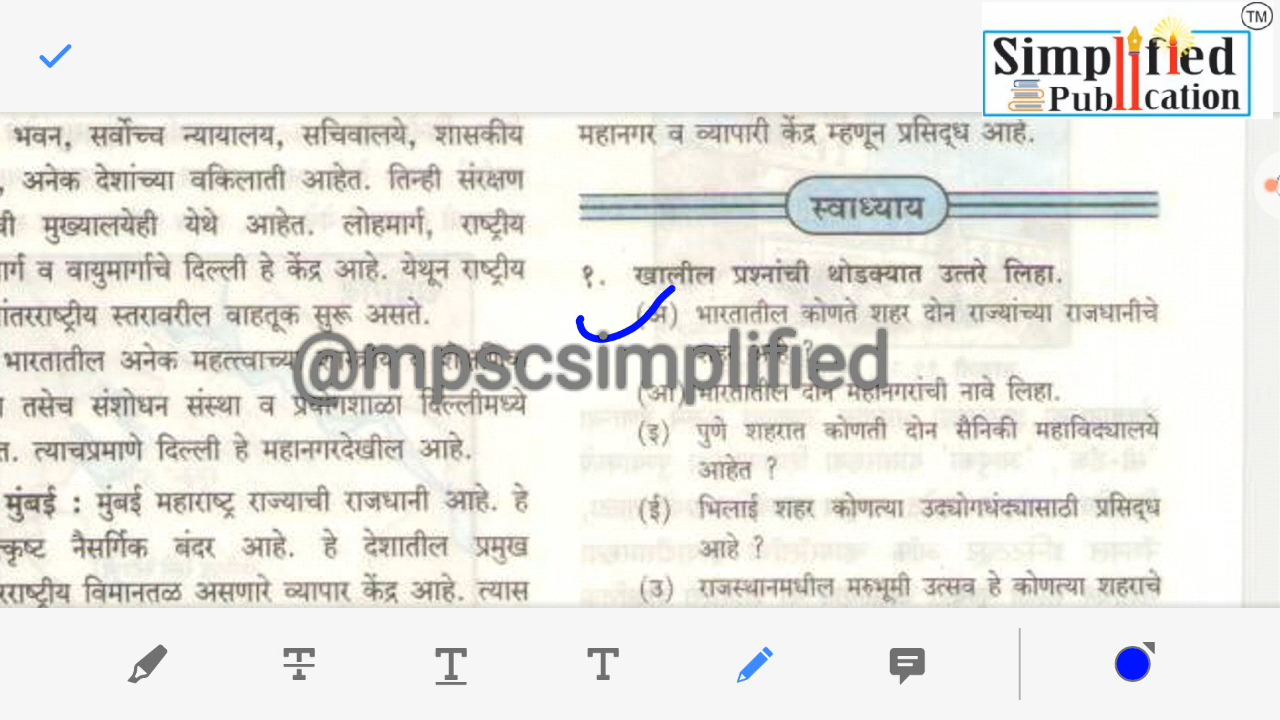 TM
Simplified
Publication
भवन, सर्वोच्च न्यायालय, सचिवालये, शासकीय
अनेक देशांच्या वकिलाती आहेत. तिन्ही संरक्षण
मुख्यालयेही येथे आहेत. लोहमार्ग, राष्ट्रीय
व वायुमार्गाचे दिल्ली हे केंद्र आहे. येथून राष्ट्रीय
स्तरावरील वाहतूक सुरू असते.
भारतातील अनेक महत्त्वाच्या
तसेच संशोधन संस्था व प्रयोगशाळा दिल्लीमध्ये
त्याचप्रमाणे दिल्ली हे महानगरदेखील आहे.
मुंबई : मुंबई महाराष्ट्र राज्याची राजधानी आहे. हे
नैसर्गिक बंदर आहे. हे देशातील प्रमुख
विमानतळ असणारे व्यापार केंद्र आहे. त्यास
महानगर व व्यापारी केंद्र म्हणून प्रसिद्ध आहे.
स्वाध्याय
१. खालील प्रश्नांची थोडक्यात उत्तरे लिहा.
(अ) भारतातील कोणते शहर दोन राज्यांच्या राजधानीचे
शहर आहे ?
(आ) भारतातील दोन महानगरांची नावे लिहा.
(इ) पुणे शहरात कोणती दोन सैनिकी महाविद्यालये
आहेत ?
(ई) भिलाई शहर कोणत्या उद्योगधंद्यासाठी प्रसिद्ध
आहे ?
(उ) राजस्थानमधील मरुभूमी उत्सव हे कोणत्या शहराचे
@mpscsimplified